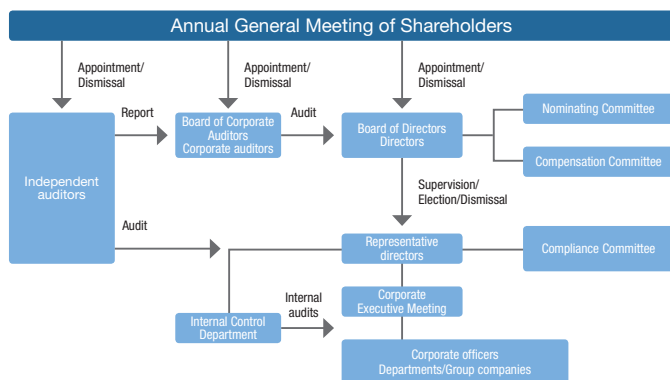 Annual General Meeting of Shareholders
Appointment/
Dismissal
Appointment/
Dismissal
Appointment/
Dismissal
Independent
auditors
Report
Board of Corporate
Auditors
Corporate auditors
Audit
Board of Directors
Directors
Nominating Committee
Compensation Committee
Supervision/
Election/Dismissal
Audit
Representative
directors
Compliance Committee
Internal Control
Department
Internal
audits
Corporate
Executive Meeting
Corporate officers
Departments/Group companies